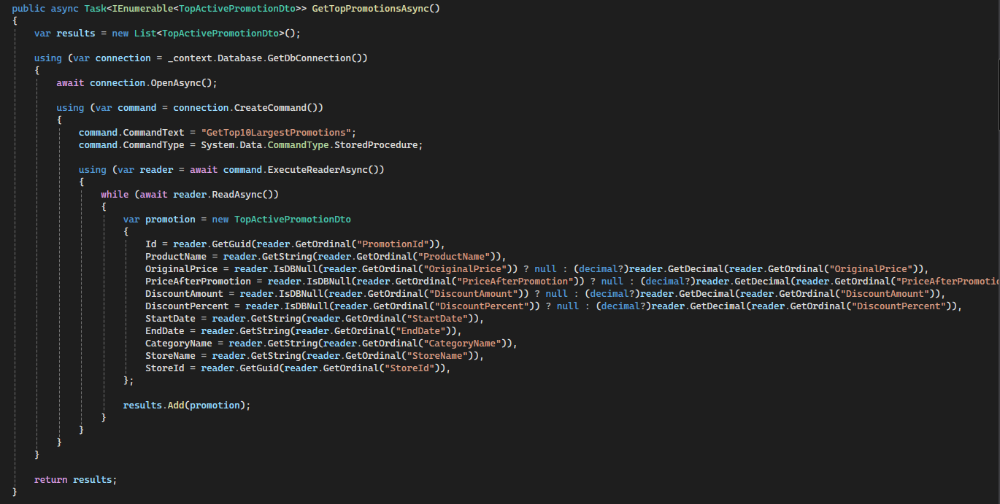 public async Task<IEnumerable<TopActivePromotionDto>> GetTopPromotionsAsync()
{
    var results = new List<TopActivePromotionDto>();

    using (var connection = _context.Database.GetDbConnection())
    {
        await connection.OpenAsync();

        using (var command = connection.CreateCommand())
        {
            command.CommandText = "GetTop10LargestPromotions";
            command.CommandType = System.Data.CommandType.StoredProcedure;

            using (var reader = await command.ExecuteReaderAsync())
            {
                while (await reader.ReadAsync())
                {
                    var promotion = new TopActivePromotionDto
                    {
                        Id = reader.GetGuid(reader.GetOrdinal("PromotionId")),
                        ProductName = reader.GetString(reader.GetOrdinal("ProductName")),
                        OriginalPrice = reader.IsDBNull(reader.GetOrdinal("OriginalPrice")) ? null : (decimal?)reader.GetDecimal(reader.GetOrdinal("OriginalPrice")),
                        PriceAfterPromotion = reader.IsDBNull(reader.GetOrdinal("PriceAfterPromotion")) ? null : (decimal?)reader.GetDecimal(reader.GetOrdinal("PriceAfterPromotio
                        DiscountAmount = reader.IsDBNull(reader.GetOrdinal("DiscountAmount")) ? null : (decimal?)reader.GetDecimal(reader.GetOrdinal("DiscountAmount")),
                        DiscountPercent = reader.IsDBNull(reader.GetOrdinal("DiscountPercent")) ? null : (decimal?)reader.GetDecimal(reader.GetOrdinal("DiscountPercent")),
                        StartDate = reader.GetString(reader.GetOrdinal("StartDate")),
                        EndDate = reader.GetString(reader.GetOrdinal("EndDate")),
                        CategoryName = reader.GetString(reader.GetOrdinal("CategoryName")),
                        StoreName = reader.GetString(reader.GetOrdinal("StoreName")),
                        StoreId = reader.GetGuid(reader.GetOrdinal("StoreId")),
                    };

                    results.Add(promotion);
                }
            }
        }
    }

    return results;
}